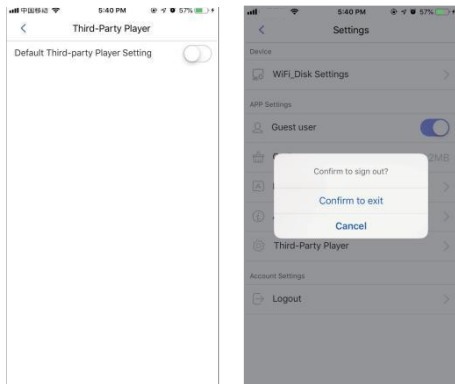 中国移动 5:40 PM 57%
Third-Party Player
Default Third-party Player Setting
5:40 PM 57%
Settings
Device
WiFi_Disk Settings
APP Settings
Guest user
2MB
Confirm to sign out?
Confirm to exit
Cancel
Third-Party Player
Account Settings
Logout